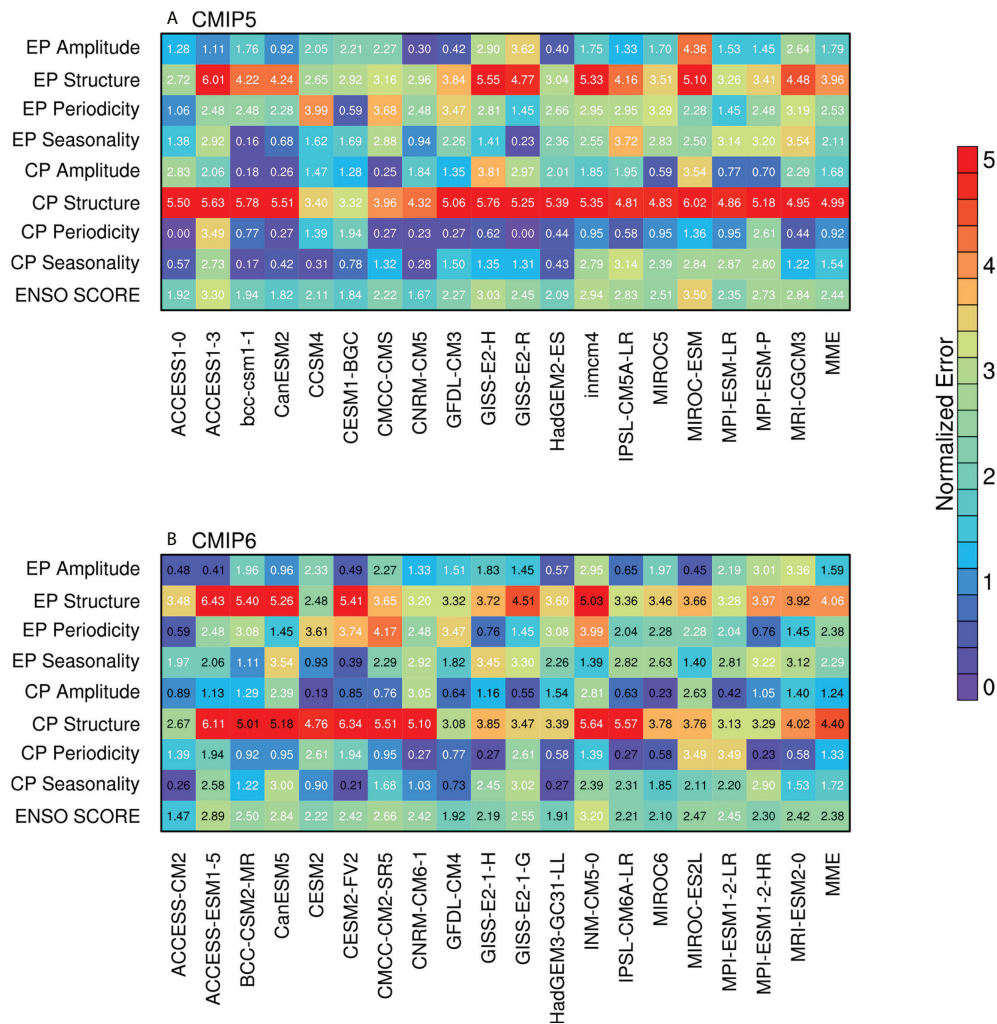 A CMIP5
EP Amplitude 1.28 1.11 1.76 0.92 2.05 2.21 2.27 0.30 0.42 2.90 3.62 0.40 1.75 1.33 1.70 4.36 1.53 1.45 2.64 1.79
EP Structure 2.72 6.01 4.22 4.24 2.65 2.92 3.16 2.96 3.84 5.55 4.77 3.04 5.33 4.16 3.51 5.10 3.26 3.41 4.48 3.96
EP Periodicity 1.06 2.48 2.48 2.28 3.99 0.59 3.68 2.48 3.47 2.81 1.45 2.66 2.95 2.95 3.29 2.28 1.45 2.48 3.19 2.53
EP Seasonality 1.38 2.92 0.16 0.68 1.62 1.69 2.88 0.94 2.26 1.41 0.23 2.36 2.55 3.72 2.83 2.50 3.14 3.20 3.54 2.11
CP Amplitude 2.83 2.06 0.18 0.26 1.47 1.28 0.25 1.84 1.35 3.81 2.97 2.01 1.85 1.95 0.59 3.54 0.77 0.70 2.29 1.68
CP Structure 5.50 5.63 5.78 5.51 3.40 3.32 3.96 4.32 5.06 5.76 5.25 5.39 5.35 4.81 4.83 6.02 4.86 5.18 4.95 4.99
CP Periodicity 0.00 3.49 0.77 0.27 1.39 1.94 0.27 0.23 0.27 0.62 0.00 0.44 0.95 0.58 0.95 1.36 0.95 2.61 0.44 0.92
CP Seasonality 0.57 2.73 0.17 0.42 0.31 0.78 1.32 0.28 1.50 1.35 1.31 0.43 2.79 3.14 2.39 2.84 2.87 2.80 1.22 1.54
ENSO SCORE 1.92 3.30 1.94 1.82 2.11 1.84 2.22 1.67 2.27 3.03 2.45 2.09 2.94 2.83 2.51 3.50 2.35 2.73 2.84 2.44
ACCESS1-0
ACCESS1-3
bcc-csm1-1
CanESM2
CCSM4
CESM1-BGC
CMCC-CMS
CNRM-CM5
GFDL-CM3
GISS-E2-H
GISS-E2-R
HadGEM2-ES
inmcm4
IPSL-CM5A-LR
MIROC5
MIROC-ESM
MPI-ESM-LR
MPI-ESM-P
MRI-CGCM3
MME
B CMIP6
EP Amplitude 0.48 0.41 1.96 0.96 2.33 0.49 2.27 1.33 1.51 1.83 1.45 0.57 2.95 0.65 1.97 0.45 2.19 3.01 3.36 1.59
EP Structure 3.48 6.43 5.40 5.26 2.48 5.41 3.65 3.20 3.32 3.72 4.51 3.60 5.03 3.36 3.46 3.66 3.28 3.97 3.92 4.06
EP Periodicity 0.59 2.48 3.08 1.45 3.61 3.74 4.17 2.48 3.47 0.76 1.45 3.08 3.99 2.04 2.28 2.28 2.04 0.76 1.45 2.38
EP Seasonality 1.97 2.06 1.11 3.54 0.93 0.39 2.29 2.92 1.82 3.45 3.30 2.26 1.39 2.82 2.63 1.40 2.81 3.22 3.12 2.29
CP Amplitude 0.89 1.13 1.29 2.39 0.13 0.85 0.76 3.05 0.64 1.16 0.55 1.54 2.81 0.63 0.23 2.63 0.42 1.05 1.40 1.24
CP Structure 2.67 6.11 5.01 5.18 4.76 6.34 5.51 5.10 3.08 3.85 3.47 3.39 5.64 5.57 3.78 3.76 3.13 3.29 4.02 4.40
CP Periodicity 1.39 1.94 0.92 0.95 2.61 1.94 0.95 0.27 0.77 0.27 2.61 0.58 1.39 0.27 0.58 3.49 3.49 0.23 0.58 1.33
CP Seasonality 0.26 2.58 1.22 3.00 0.90 0.21 1.68 1.03 0.73 2.45 3.02 0.27 2.39 2.31 1.85 2.11 2.20 2.90 1.53 1.72
ENSO SCORE 1.47 2.89 2.50 2.84 2.22 2.42 2.66 2.42 1.92 2.19 2.55 1.91 3.20 2.21 2.10 2.47 2.45 2.30 2.42 2.38
ACCESS-CM2
ACCESS-ESM1-5
BCC-CSM2-MR
CanESM5
CESM2
CESM2-FV2
CMCC-CM2-SR5
CNRM-CM6-1
GFDL-CM4
GISS-E2-1-H
GISS-E2-1-G
HadGEM3-GC31-LL
INM-CM5-0
IPSL-CM6A-LR
MIROC6
MIROC-ES2L
MPI-ESM1-2-LR
MPI-ESM1-2-HR
MRI-ESM2-0
MME
Normalized Error
5
4
3
2
1
0